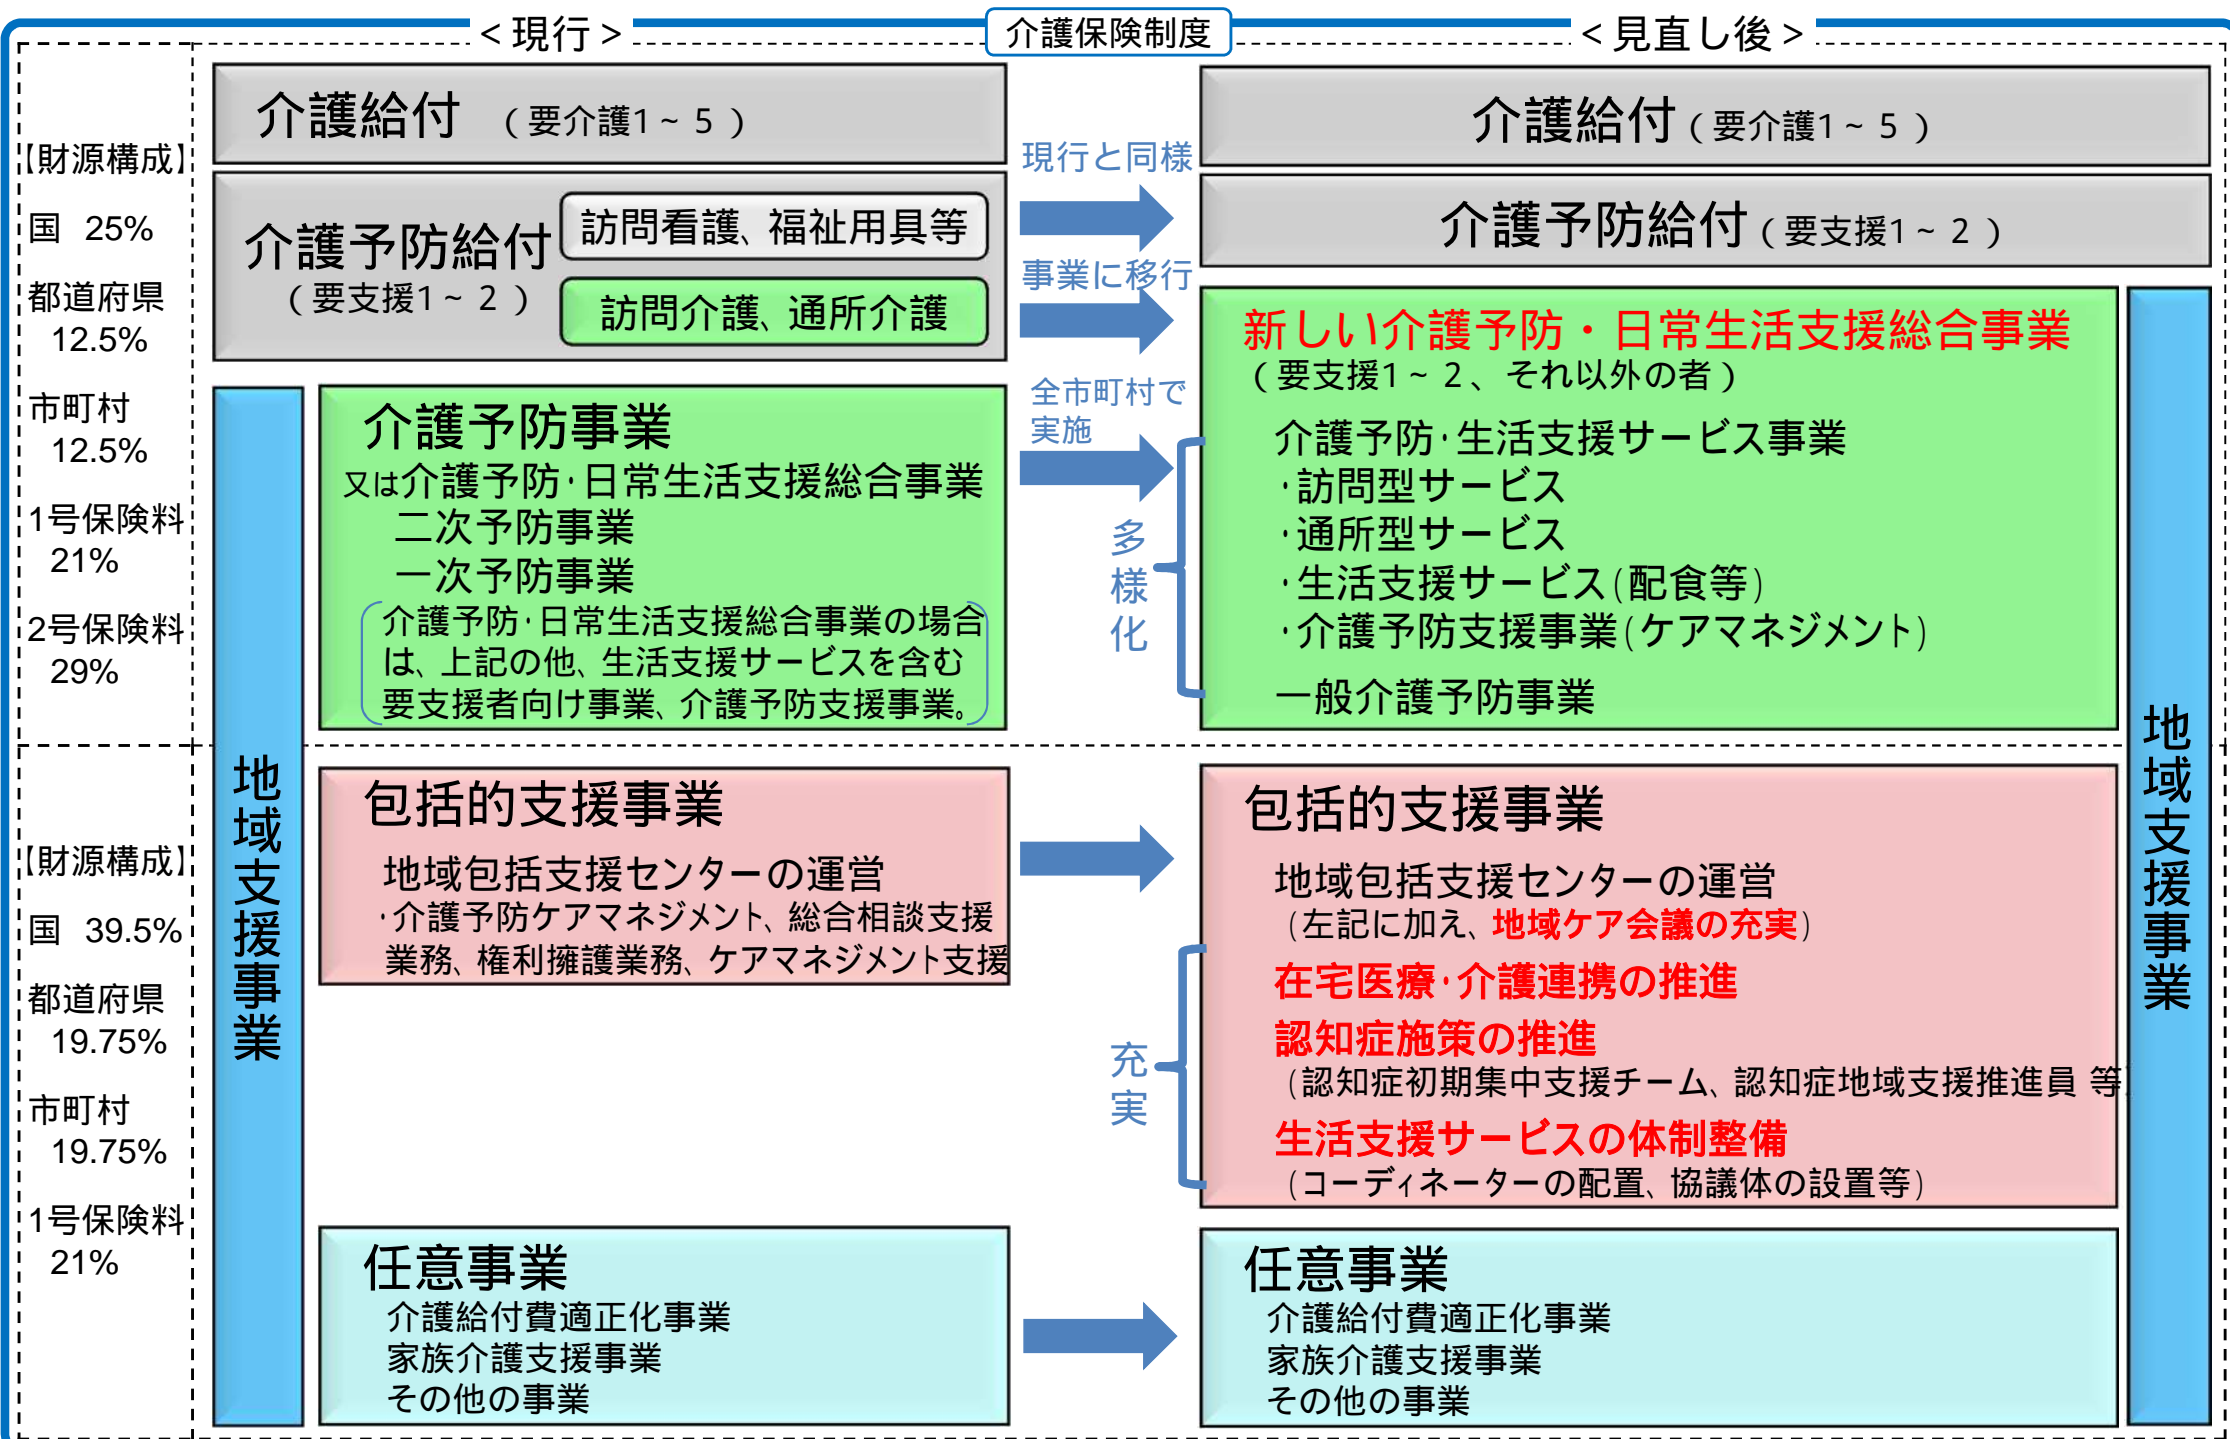 ＜現行＞
介護保険制度
＜見直し後＞
【財源構成】
国 25%
都道府県
12.5%
市町村
12.5%
1号保険料
21%
2号保険料
29%
【財源構成】
国 39.5%
都道府県
19.75%
市町村
19.75%
1号保険料
21%
介護給付 （要介護1～5）
介護予防給付
（要支援1～2）
訪問看護、福祉用具等
訪問介護、通所介護
地域支援事業
介護予防事業
又は介護予防・日常生活支援総合事業
二次予防事業
一次予防事業
介護予防・日常生活支援総合事業の場合
は、上記の他、生活支援サービスを含む
要支援者向け事業、介護予防支援事業。
包括的支援事業
地域包括支援センターの運営
・介護予防ケアマネジメント、総合相談支援
業務、権利擁護業務、ケアマネジメント支援
任意事業
介護給付費適正化事業
家族介護支援事業
その他の事業
現行と同様
事業に移行
全市町村で
実施
多様化
充実
介護給付（要介護1～5）
介護予防給付（要支援1～2）
新しい介護予防・日常生活支援総合事業
（要支援1～2、それ以外の者）
介護予防・生活支援サービス事業
・訪問型サービス
・通所型サービス
・生活支援サービス(配食等)
・介護予防支援事業(ケアマネジメント)
一般介護予防事業
包括的支援事業
地域包括支援センターの運営
(左記に加え、地域ケア会議の充実)
在宅医療・介護連携の推進
認知症施策の推進
(認知症初期集中支援チーム、認知症地域支援推進員 等)
生活支援サービスの体制整備
(コーディネーターの配置、協議体の設置等)
任意事業
介護給付費適正化事業
家族介護支援事業
その他の事業
地域支援事業